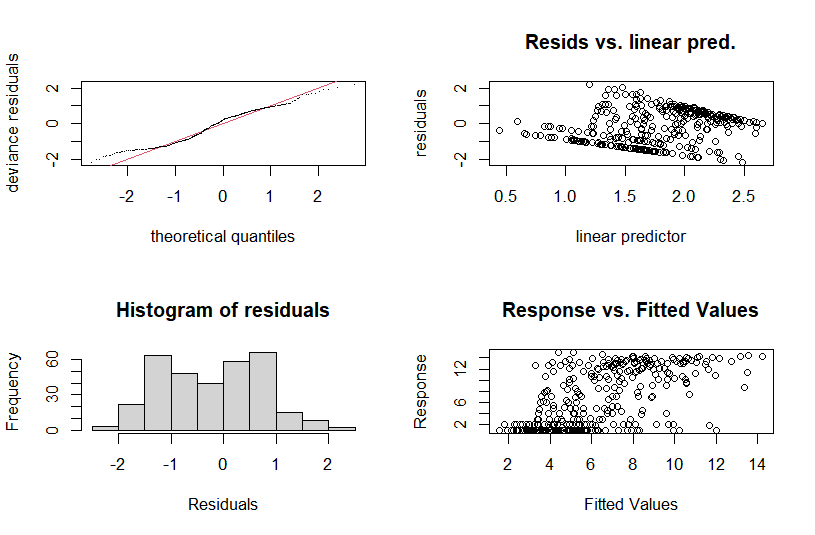 deviance residuals
2
0
-2
-2 -1 0 1 2
theoretical quantiles
Resids vs. linear pred.
residuals
2
0
-2
0.5 1.0 1.5 2.0 2.5
linear predictor
Histogram of residuals
Frequency
60
30
0
-2 -1 0 1 2
Residuals
Response vs. Fitted Values
Response
12
6
2
2 4 6 8 10 12 14
Fitted Values